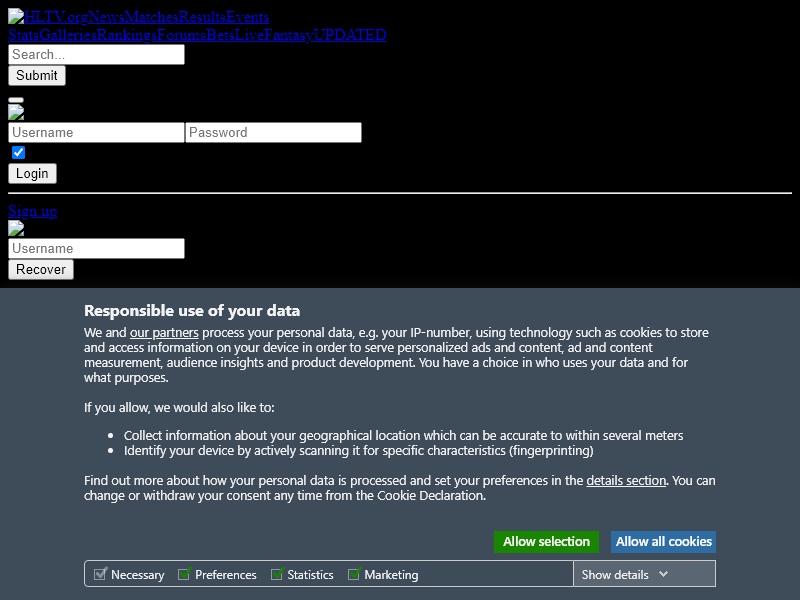 HLTV.orgNewsMatchesResultsEvents
StatsGalleriesRankingsForumsBetsLiveFantasyUPDATED
Search...
Submit
Username Password
Login
Sign up
Username
Recover
Responsible use of your data
We and our partners process your personal data, e.g. your IP-number, using technology such as cookies to store
and access information on your device in order to serve personalized ads and content, ad and content
measurement, audience insights and product development. You have a choice in who uses your data and for
what purposes.
If you allow, we would also like to:
• Collect information about your geographical location which can be accurate to within several meters
• Identify your device by actively scanning it for specific characteristics (fingerprinting)
Find out more about how your personal data is processed and set your preferences in the details section. You can
change or withdraw your consent any time from the Cookie Declaration.
Allow selection Allow all cookies
Necessary Preferences Statistics Marketing Show details